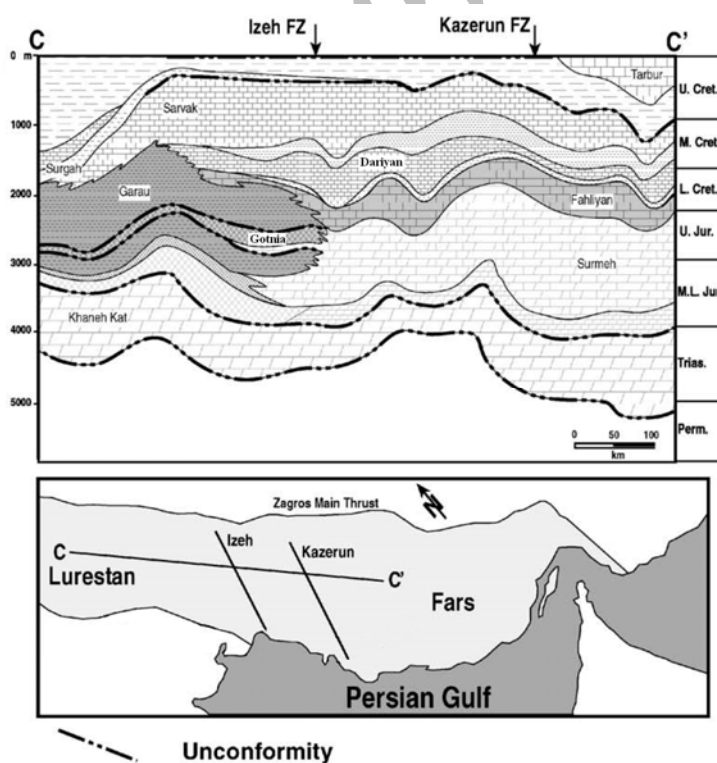 Izeh FZ
Kazerun FZ
C
C'
0 m
Tarbur
U. Cret.
Sarvak
1000
M. Cret.
Dariyan
Surgah
Garau
L. Cret.
2000
Fahliyan
U. Jur.
Gotnia
Surmeh
3000
M.L. Jur
Khaneh Kat
4000
Trias.
5000
Perm.
0 50 100
km
Zagros Main Thrust
N
Izeh
Kazerun
C
Lurestan
C'
Fars
Persian Gulf
Unconformity